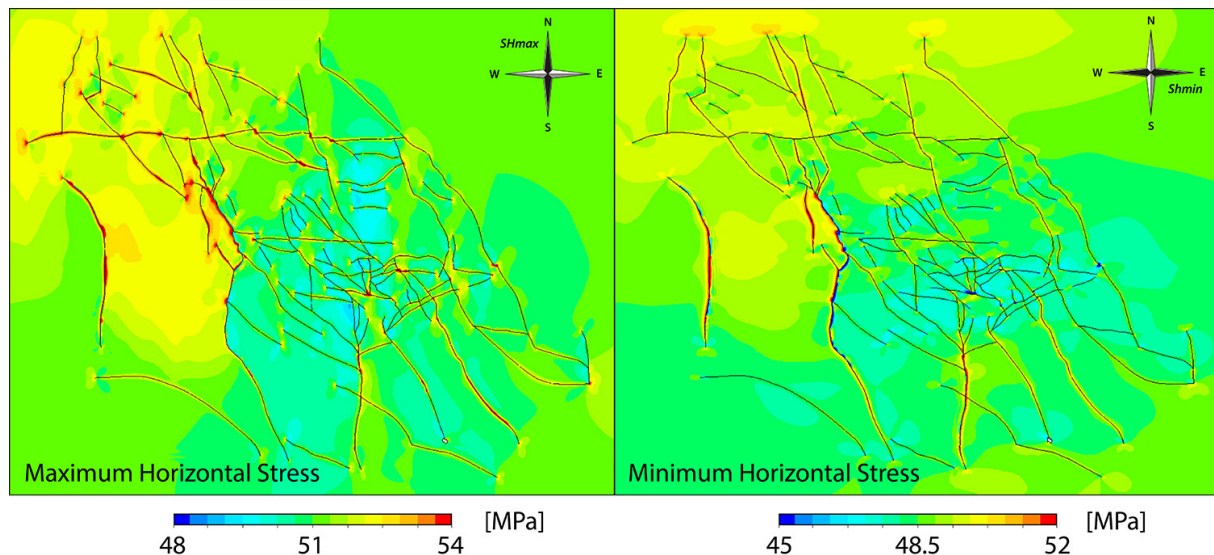 N
SHmax
W E
S
Maximum Horizontal Stress
N
W E
Shmin
S
Minimum Horizontal Stress
48 51 54 [MPa]
45 48.5 52 [MPa]